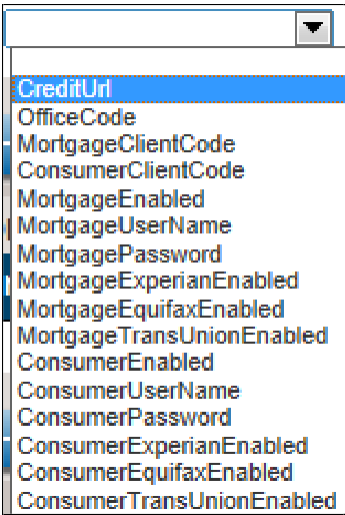 CreditUrl
OfficeCode
MortgageClientCode
ConsumerClientCode
MortgageEnabled
MortgageUserName
MortgagePassword
MortgageExperianEnabled
MortgageEquifaxEnabled
MortgageTransUnionEnabled
ConsumerEnabled
ConsumerUserName
ConsumerPassword
ConsumerExperianEnabled
ConsumerEquifaxEnabled
ConsumerTransUnionEnabled